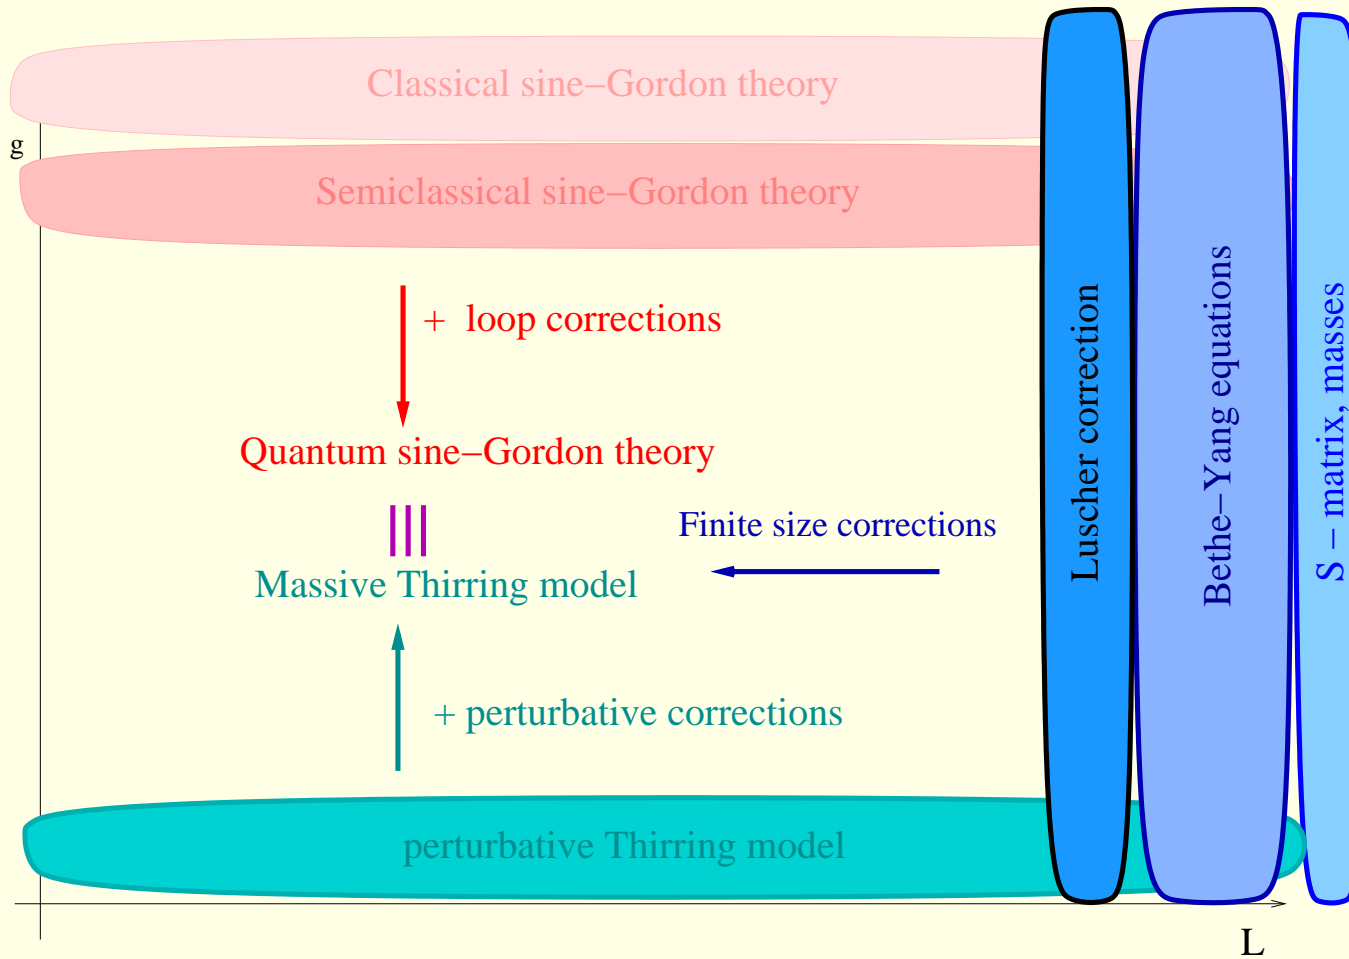 Classical sine−Gordon theory
g
Semiclassical sine−Gordon theory
+ loop corrections
Quantum sine−Gordon theory
Finite size corrections
Massive Thirring model
+ perturbative corrections
perturbative Thirring model
Luscher correction
Bethe−Yang equations
S − matrix, masses
L